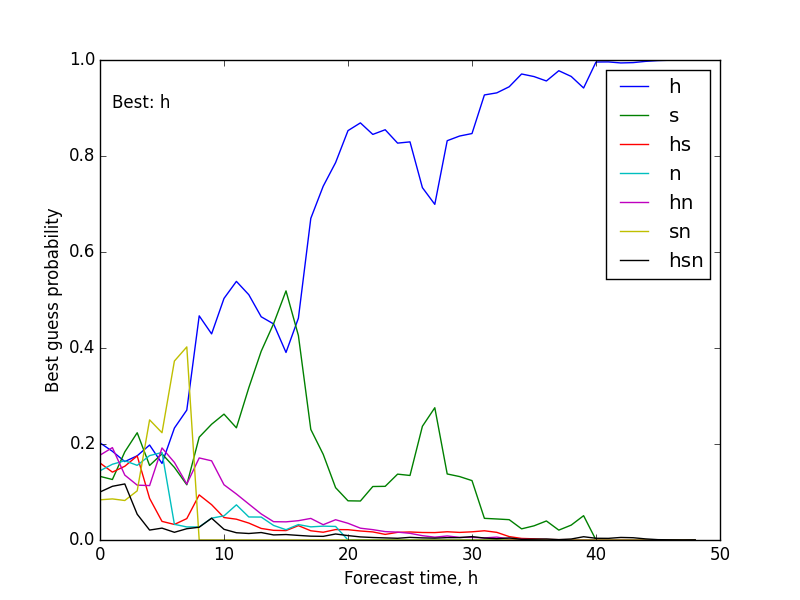 1.0
0.8
0.6
0.4
0.2
0.0
Best guess probability
Best: h
h
s
hs
n
hn
sn
hsn
0 10 20 30 40 50
Forecast time, h